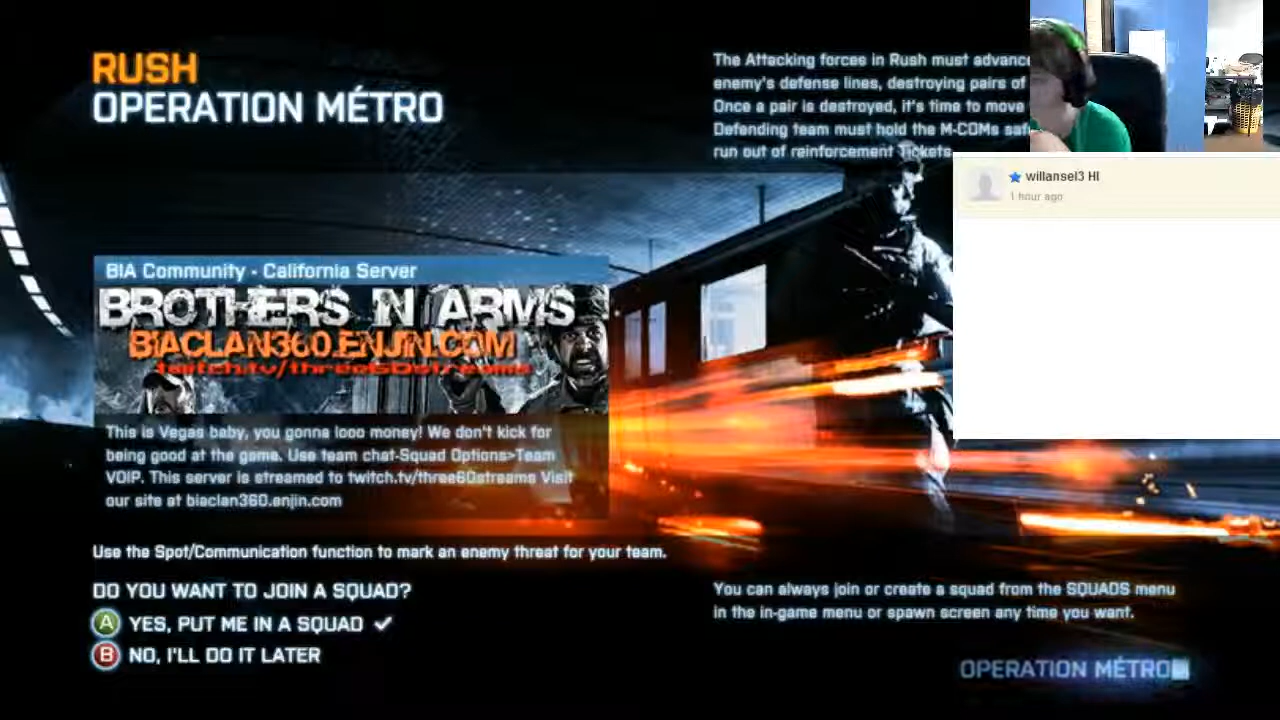 RUSH
OPERATION MÉTRO
The Attacking forces in Rush must advance
enemy's defense lines, destroying pairs of
Once a pair is destroyed, it's time to move
Defending team must hold the M-COMs saf
run out of reinforcement Tickets.
willansel3 HI
1 hour ago
BIA Community - California Server
BROTHERS IN ARMS
BIACLAN360.ENJIN.COM
twitch.tv/three60streams
This is Vegas baby, you gonna looo money! We don't kick for
being good at the game. Use team chat-Squad Options>Team
VOIP. This server is streamed to twitch.tv/three60streams Visit
our site at biaclan360.enjin.com
Use the Spot/Communication function to mark an enemy threat for your team.
DO YOU WANT TO JOIN A SQUAD?
A YES, PUT ME IN A SQUAD
B NO, I'LL DO IT LATER
You can always join or create a squad from the SQUADS menu
in the in-game menu or spawn screen any time you want.
OPERATION MÉTRO